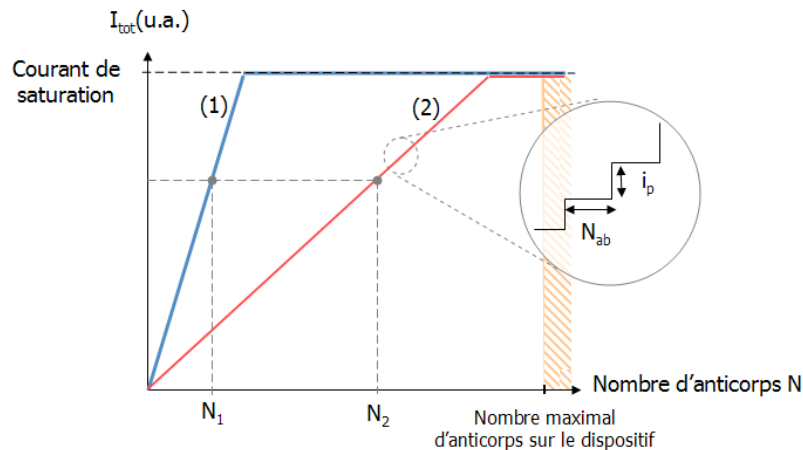 I_tot(u.a.)
Courant de
saturation
(1)
(2)
i_p
N_ab
N_1
N_2
Nombre d'anticorps N
Nombre maximal
d'anticorps sur le dispositif